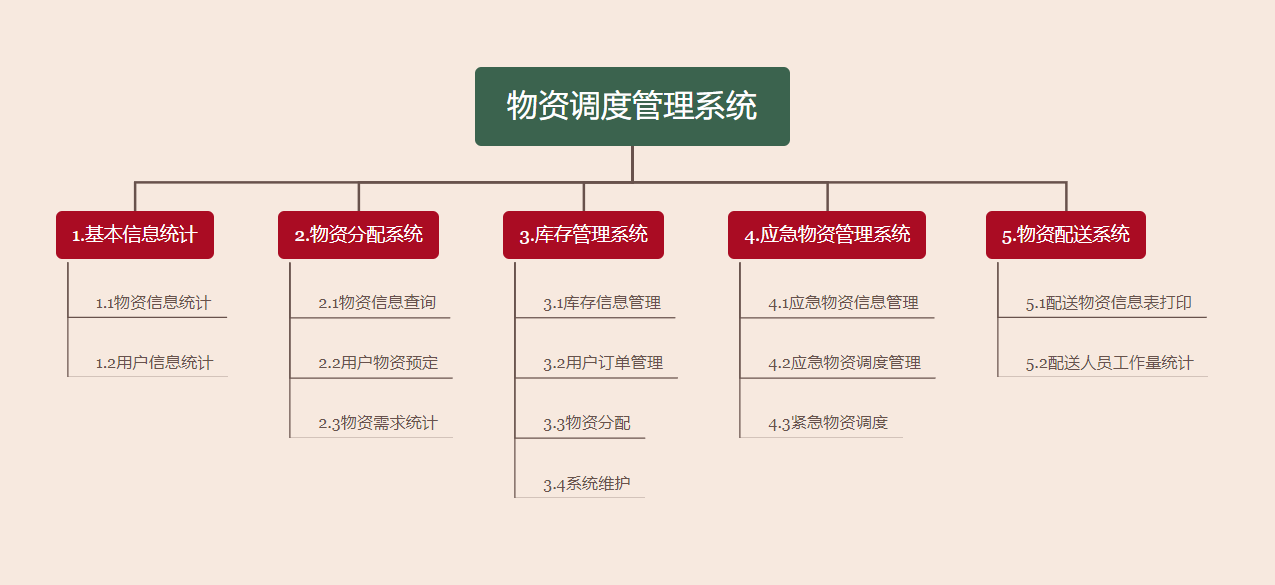 物资调度管理系统
1.基本信息统计
1.1物资信息统计
1.2用户信息统计
2.物资分配系统
2.1物资信息查询
2.2用户物资预定
2.3物资需求统计
3.库存管理系统
3.1库存信息管理
3.2用户订单管理
3.3物资分配
3.4系统维护
4.应急物资管理系统
4.1应急物资信息管理
4.2应急物资调度管理
4.3紧急物资调度
5.物资配送系统
5.1配送物资信息表打印
5.2配送人员工作量统计